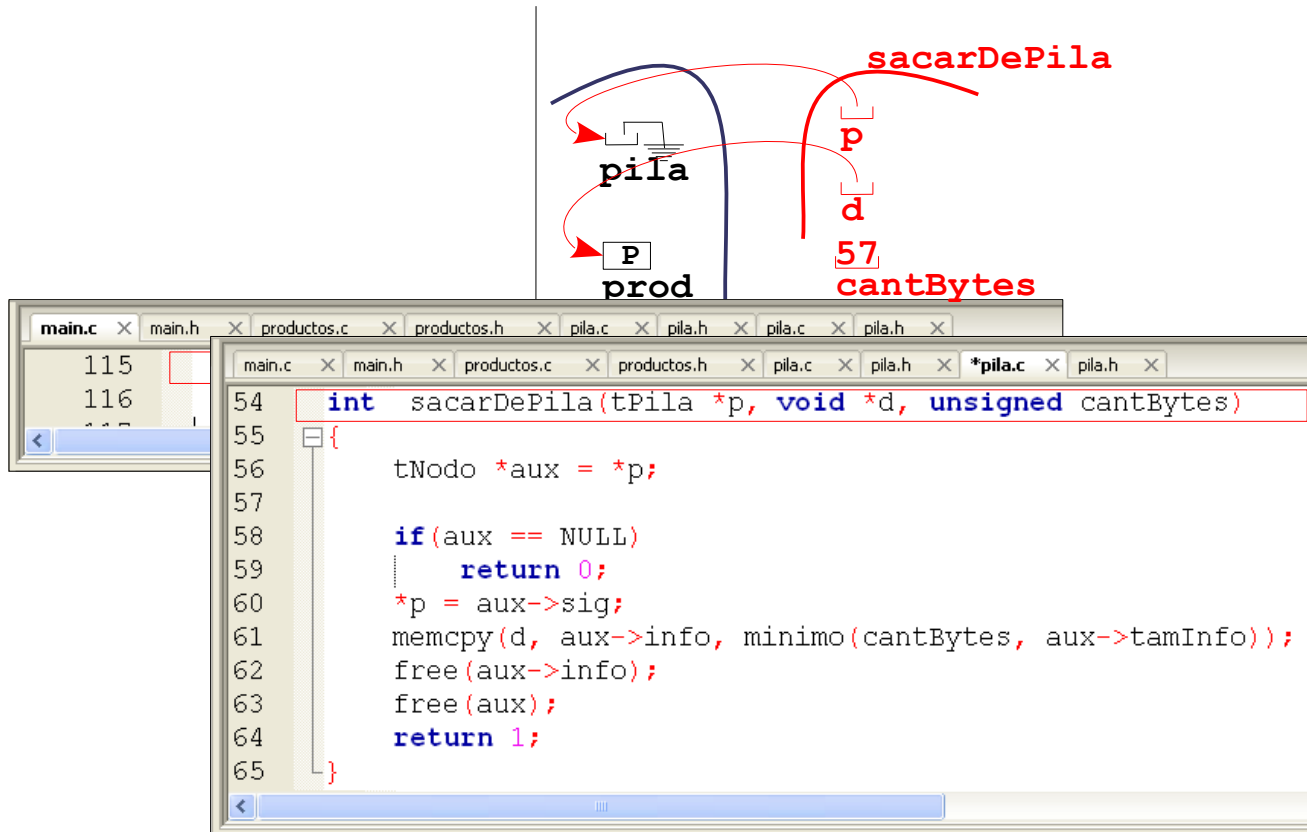 sacarDePila
p
pila
d
P
57
prod
cantBytes
main.c main.h productos.c productos.h pila.c pila.h pila.c pila.h
115
116
main.c main.h productos.c productos.h pila.c pila.h *pila.c pila.h
54 int sacarDePila(tPila *p, void *d, unsigned cantBytes)
55 {
56 tNodo *aux = *p;
57
58 if(aux == NULL)
59 return 0;
60 *p = aux->sig;
61 memcpy(d, aux->info, minimo(cantBytes, aux->tamInfo));
62 free(aux->info);
63 free(aux);
64 return 1;
65 }